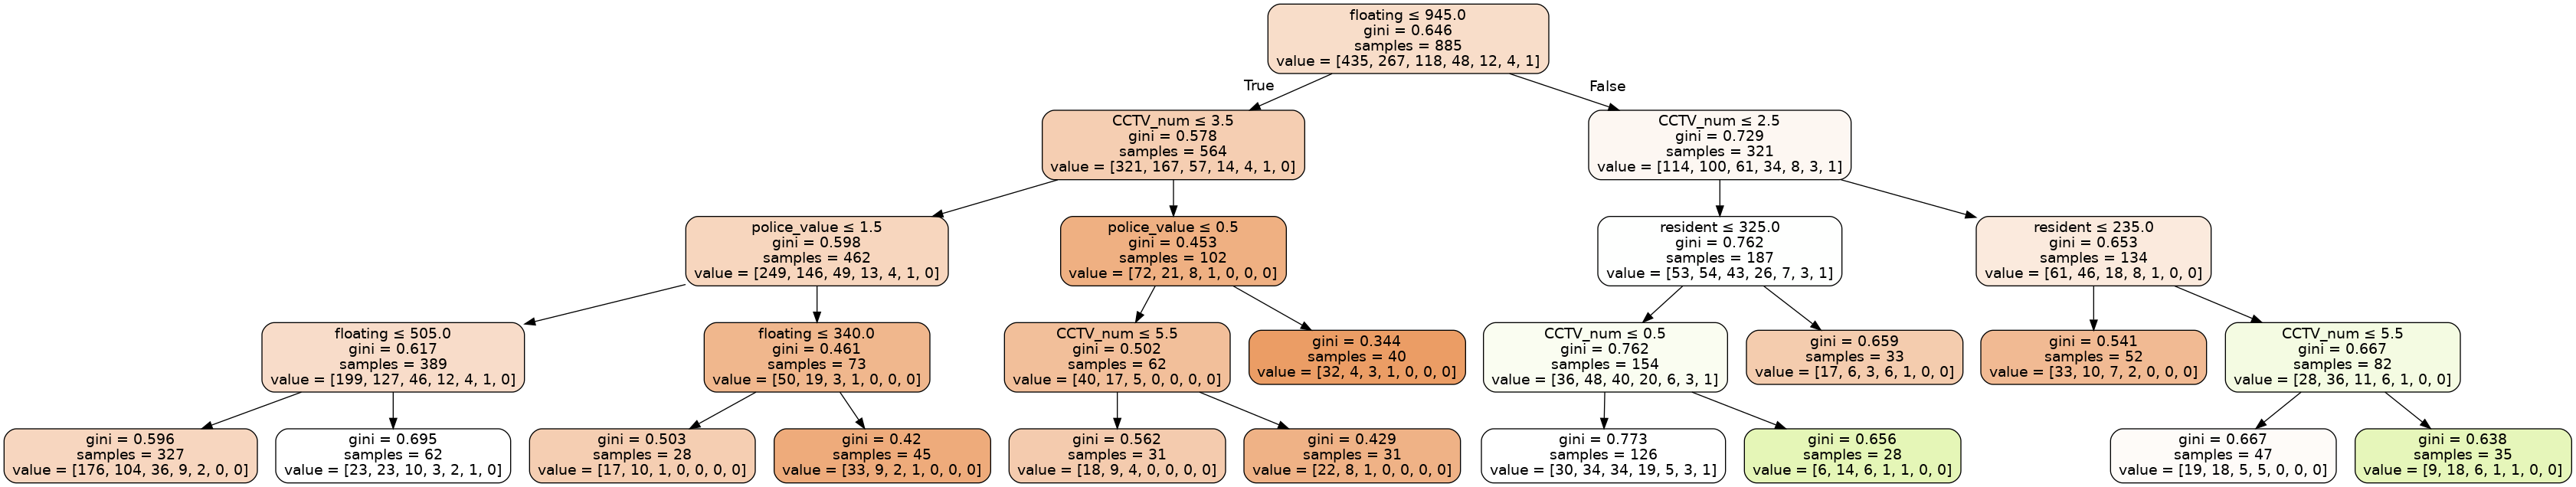 floating ≤ 945.0
gini = 0.646
samples = 885
value = [435, 267, 118, 48, 12, 4, 1]
True
False
CCTV_num ≤ 3.5
gini = 0.578
samples = 564
value = [321, 167, 57, 14, 4, 1, 0]
CCTV_num ≤ 2.5
gini = 0.729
samples = 321
value = [114, 100, 61, 34, 8, 3, 1]
police_value ≤ 1.5
gini = 0.598
samples = 462
value = [249, 146, 49, 13, 4, 1, 0]
police_value ≤ 0.5
gini = 0.453
samples = 102
value = [72, 21, 8, 1, 0, 0, 0]
resident ≤ 325.0
gini = 0.762
samples = 187
value = [53, 54, 43, 26, 7, 3, 1]
resident ≤ 235.0
gini = 0.653
samples = 134
value = [61, 46, 18, 8, 1, 0, 0]
floating ≤ 505.0
gini = 0.617
samples = 389
value = [199, 127, 46, 12, 4, 1, 0]
floating ≤ 340.0
gini = 0.461
samples = 73
value = [50, 19, 3, 1, 0, 0, 0]
CCTV_num ≤ 5.5
gini = 0.502
samples = 62
value = [40, 17, 5, 0, 0, 0, 0]
gini = 0.344
samples = 40
value = [32, 4, 3, 1, 0, 0, 0]
CCTV_num ≤ 0.5
gini = 0.762
samples = 154
value = [36, 48, 40, 20, 6, 3, 1]
gini = 0.659
samples = 33
value = [17, 6, 3, 6, 1, 0, 0]
gini = 0.541
samples = 52
value = [33, 10, 7, 2, 0, 0, 0]
CCTV_num ≤ 5.5
gini = 0.667
samples = 82
value = [28, 36, 11, 6, 1, 0, 0]
gini = 0.596
samples = 327
value = [176, 104, 36, 9, 2, 0, 0]
gini = 0.695
samples = 62
value = [23, 23, 10, 3, 2, 1, 0]
gini = 0.503
samples = 28
value = [17, 10, 1, 0, 0, 0, 0]
gini = 0.42
samples = 45
value = [33, 9, 2, 1, 0, 0, 0]
gini = 0.562
samples = 31
value = [18, 9, 4, 0, 0, 0, 0]
gini = 0.429
samples = 31
value = [22, 8, 1, 0, 0, 0, 0]
gini = 0.773
samples = 126
value = [30, 34, 34, 19, 5, 3, 1]
gini = 0.656
samples = 28
value = [6, 14, 6, 1, 1, 0, 0]
gini = 0.667
samples = 47
value = [19, 18, 5, 5, 0, 0, 0]
gini = 0.638
samples = 35
value = [9, 18, 6, 1, 1, 0, 0]